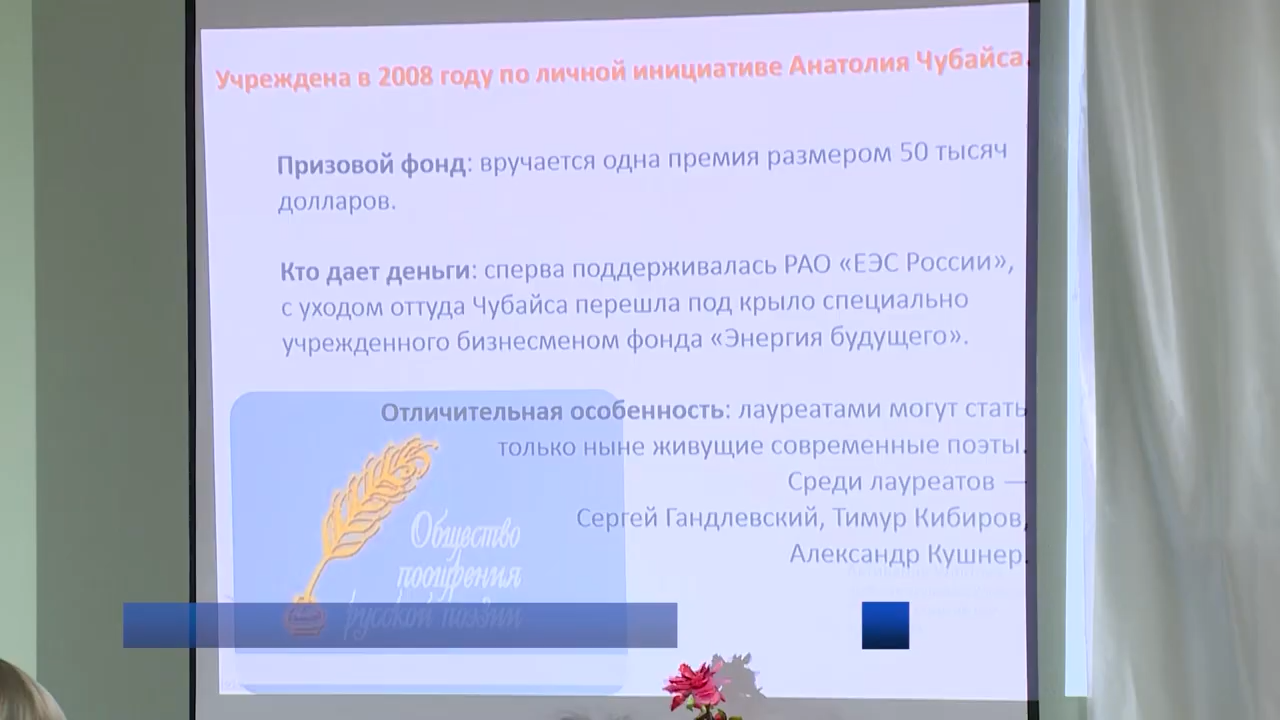 Учреждена в 2008 году по личной инициативе Анатолия Чубайса.
Призовой фонд: вручается одна премия размером 50 тысяч
долларов.
Кто дает деньги: сперва поддерживалась РАО «ЕЭС России»,
с уходом оттуда Чубайса перешла под крыло специально
учрежденного бизнесменом фонда «Энергия будущего».
Отличительная особенность: лауреатами могут стать
только ныне живущие современные поэты.
Среди лауреатов —
Сергей Гандлевский, Тимур Кибиров,
Александр Кушнер.
Общество
поощрения
русской поэзии